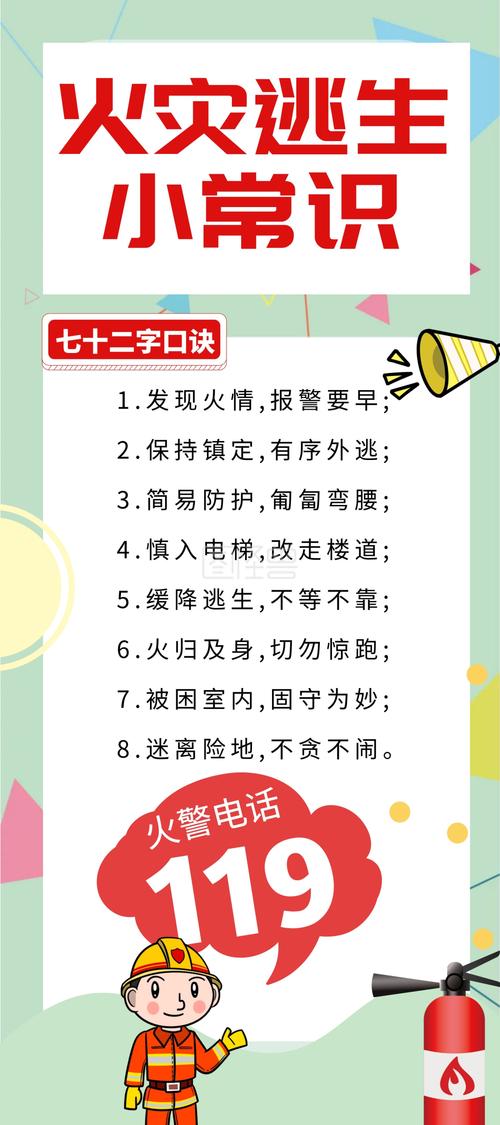 火灾逃生
小常识
七十二字口诀
1.发现火情,报警要早;
2.保持镇定,有序外逃;
3.简易防护,匍匐弯腰;
4.慎入电梯,改走楼道;
5.缓降逃生,不等不靠;
6.火归及身,切勿惊跑;
7.被困室内,固守为妙;
8.迷离险地,不贪不闹。
火警电话
119